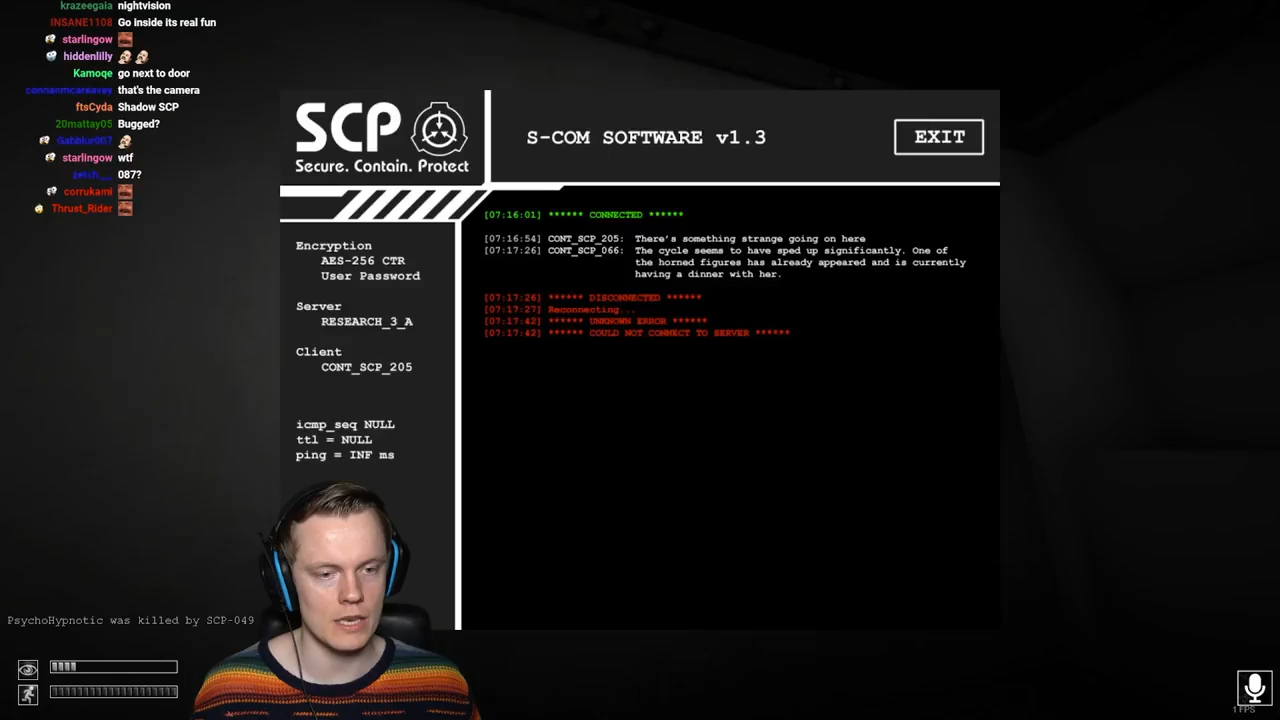 krazeegaia nightvision
INSANE1108 Go inside its real fun
starlingow
hiddenlilly
Kamoqe go next to door
connanmcareavey that's the camera
ftsCyda Shadow SCP
20mattay05 Bugged?
starlingow wtf
087?
corrukami
Thrust_Rider
SCP
Secure. Contain. Protect
S-COM SOFTWARE v1.3
EXIT
Encryption
AES-256 CTR
User Password
Server
RESEARCH_3_A
Client
CONT_SCP_205
icmp_seq NULL
ttl = NULL
ping = INF ms
[07:16:01] ****** CONNECTED ******
[07:16:54] CONT_SCP_205: There's something strange going on here
[07:17:26] CONT_SCP_066: The cycle seems to have sped up significantly. One of
the horned figures has already appeared and is currently
having a dinner with her.
[07:17:26] ****** DISCONNECTED ******
[07:17:27] Reconnecting...
[07:17:42] ****** UNKNOWN ERROR ******
[07:17:42] ****** COULD NOT CONNECT TO SERVER ******
PsychoHypnotic was killed by SCP-049
1 FPS